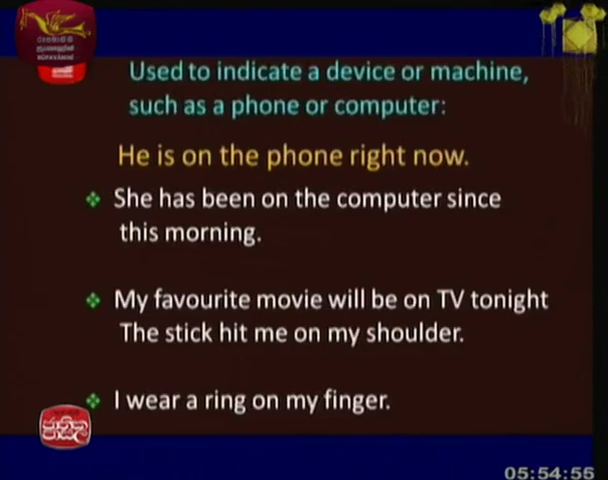 Used to indicate a device or machine,
such as a phone or computer:
He is on the phone right now.
She has been on the computer since
this morning.
My favourite movie will be on TV tonight
The stick hit me on my shoulder.
I wear a ring on my finger.
05:54:55